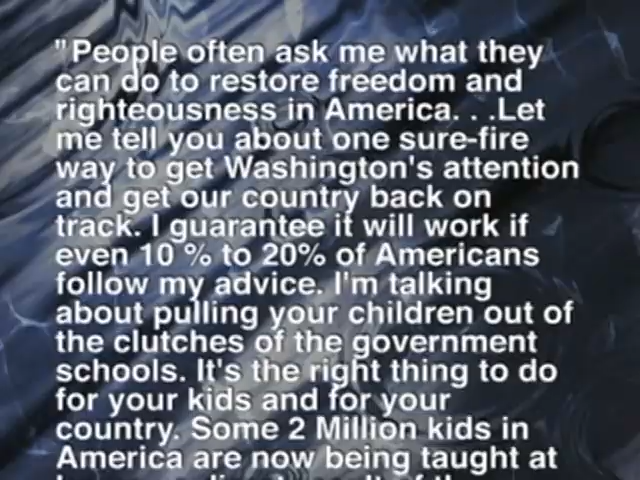 "People often ask me what they
can do to restore freedom and
righteousness in America. . .Let
me tell you about one sure-fire
way to get Washington's attention
and get our country back on
track. I guarantee it will work if
even 10 % to 20% of Americans
follow my advice. I'm talking
about pulling your children out of
the clutches of the government
schools. It's the right thing to do
for your kids and for your
country. Some 2 Million kids in
America are now being taught at